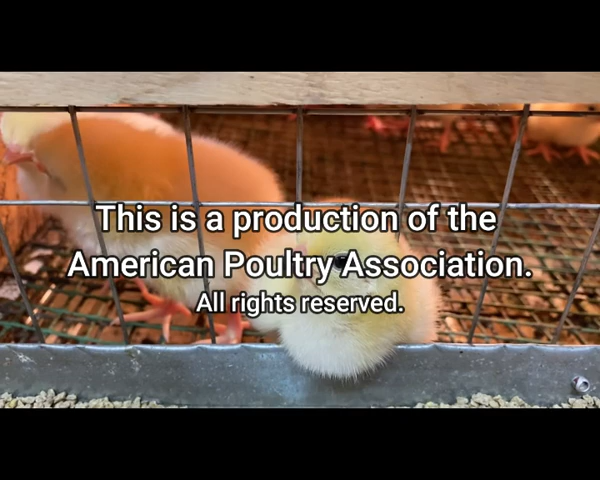 This is a production of the
American Poultry Association.
All rights reserved.